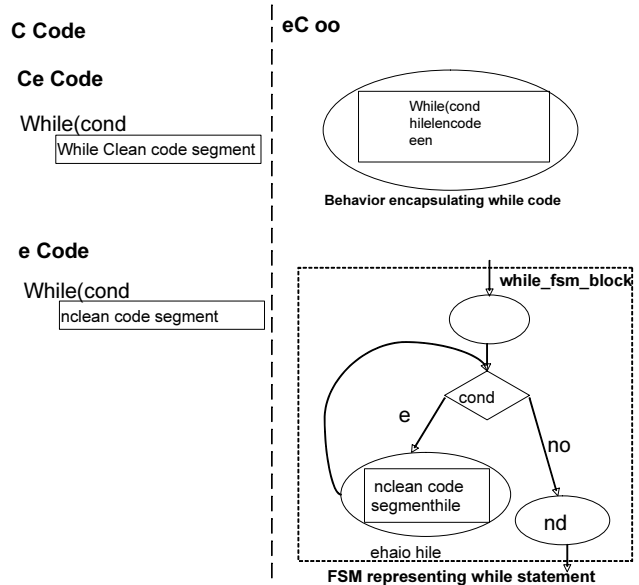 C Code
eC oo
Ce Code
While(cond
While Clean code segment
While(cond
hilelencode
een
Behavior encapsulating while code
e Code
While(cond
nclean code segment
while_fsm_block
cond
e
no
nclean code
segmenthile
nd
ehaio hile
FSM representing while statement